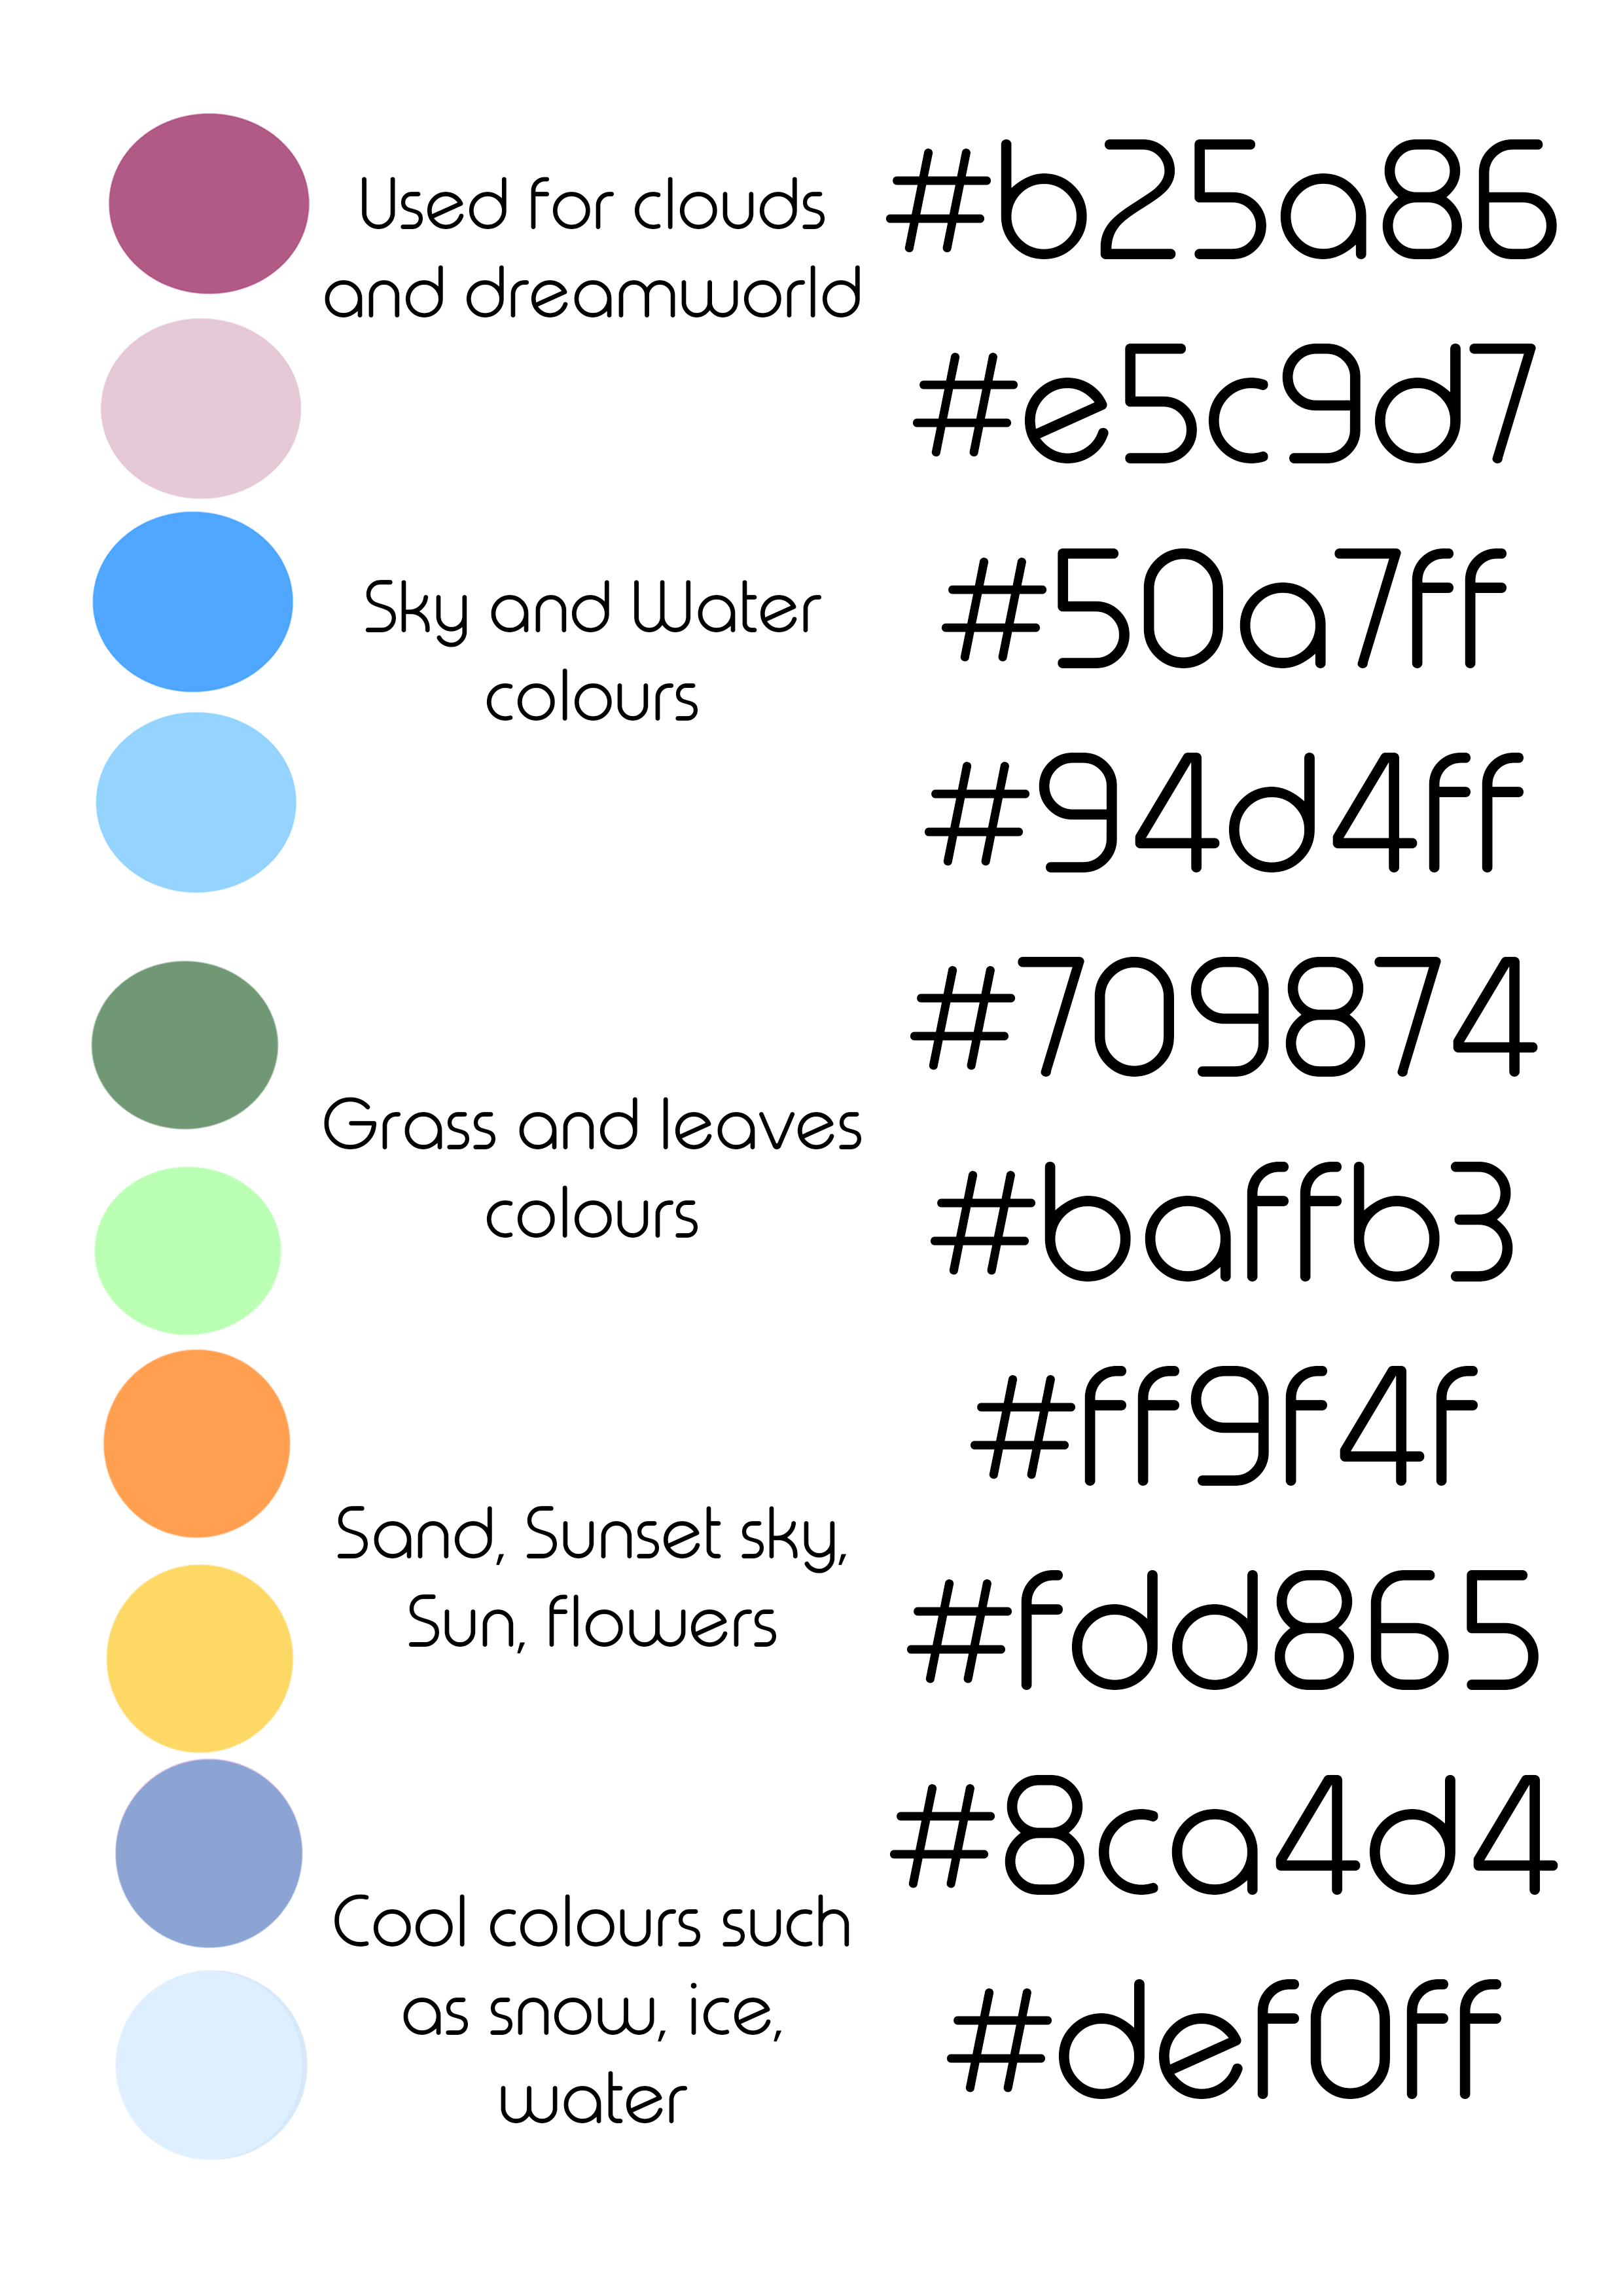 #b25a86
Used for clouds
and dreamworld
#e5c9d7
#50a7ff
Sky and Water
colours
#94d4ff
#709874
Grass and leaves
colours
#baffb3
#ff9f4f
Sand, Sunset sky,
Sun, flowers
#fdd865
#8ca4d4
Cool colours such
as snow, ice,
water
#def0ff